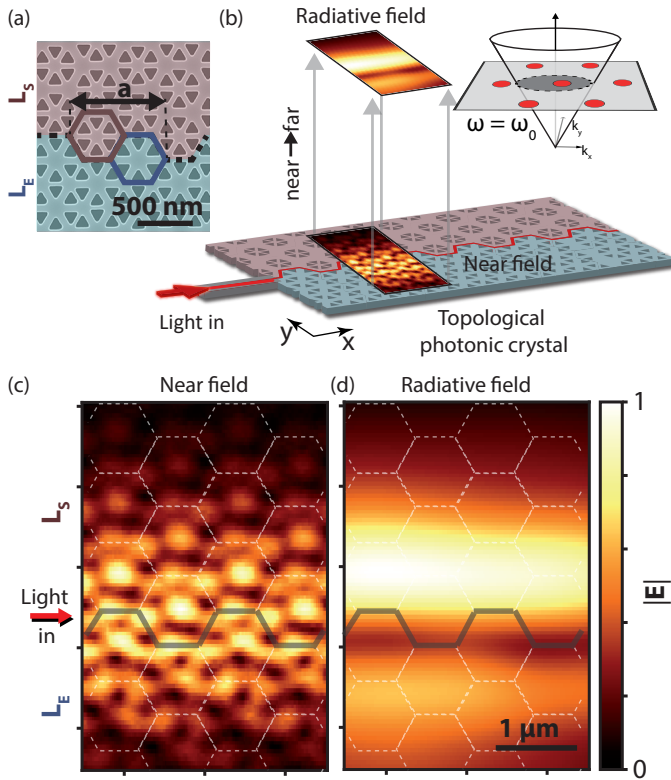 (a)
L_S
a
L_E
500 nm
(b)
Radiative field
near→far
ω = ω₀
k_y
k_x
Near field
Light in
y
x
Topological
photonic crystal
(c)
Near field
(d)
Radiative field
1
L_S
Light
in
|E|
L_E
1 μm
0